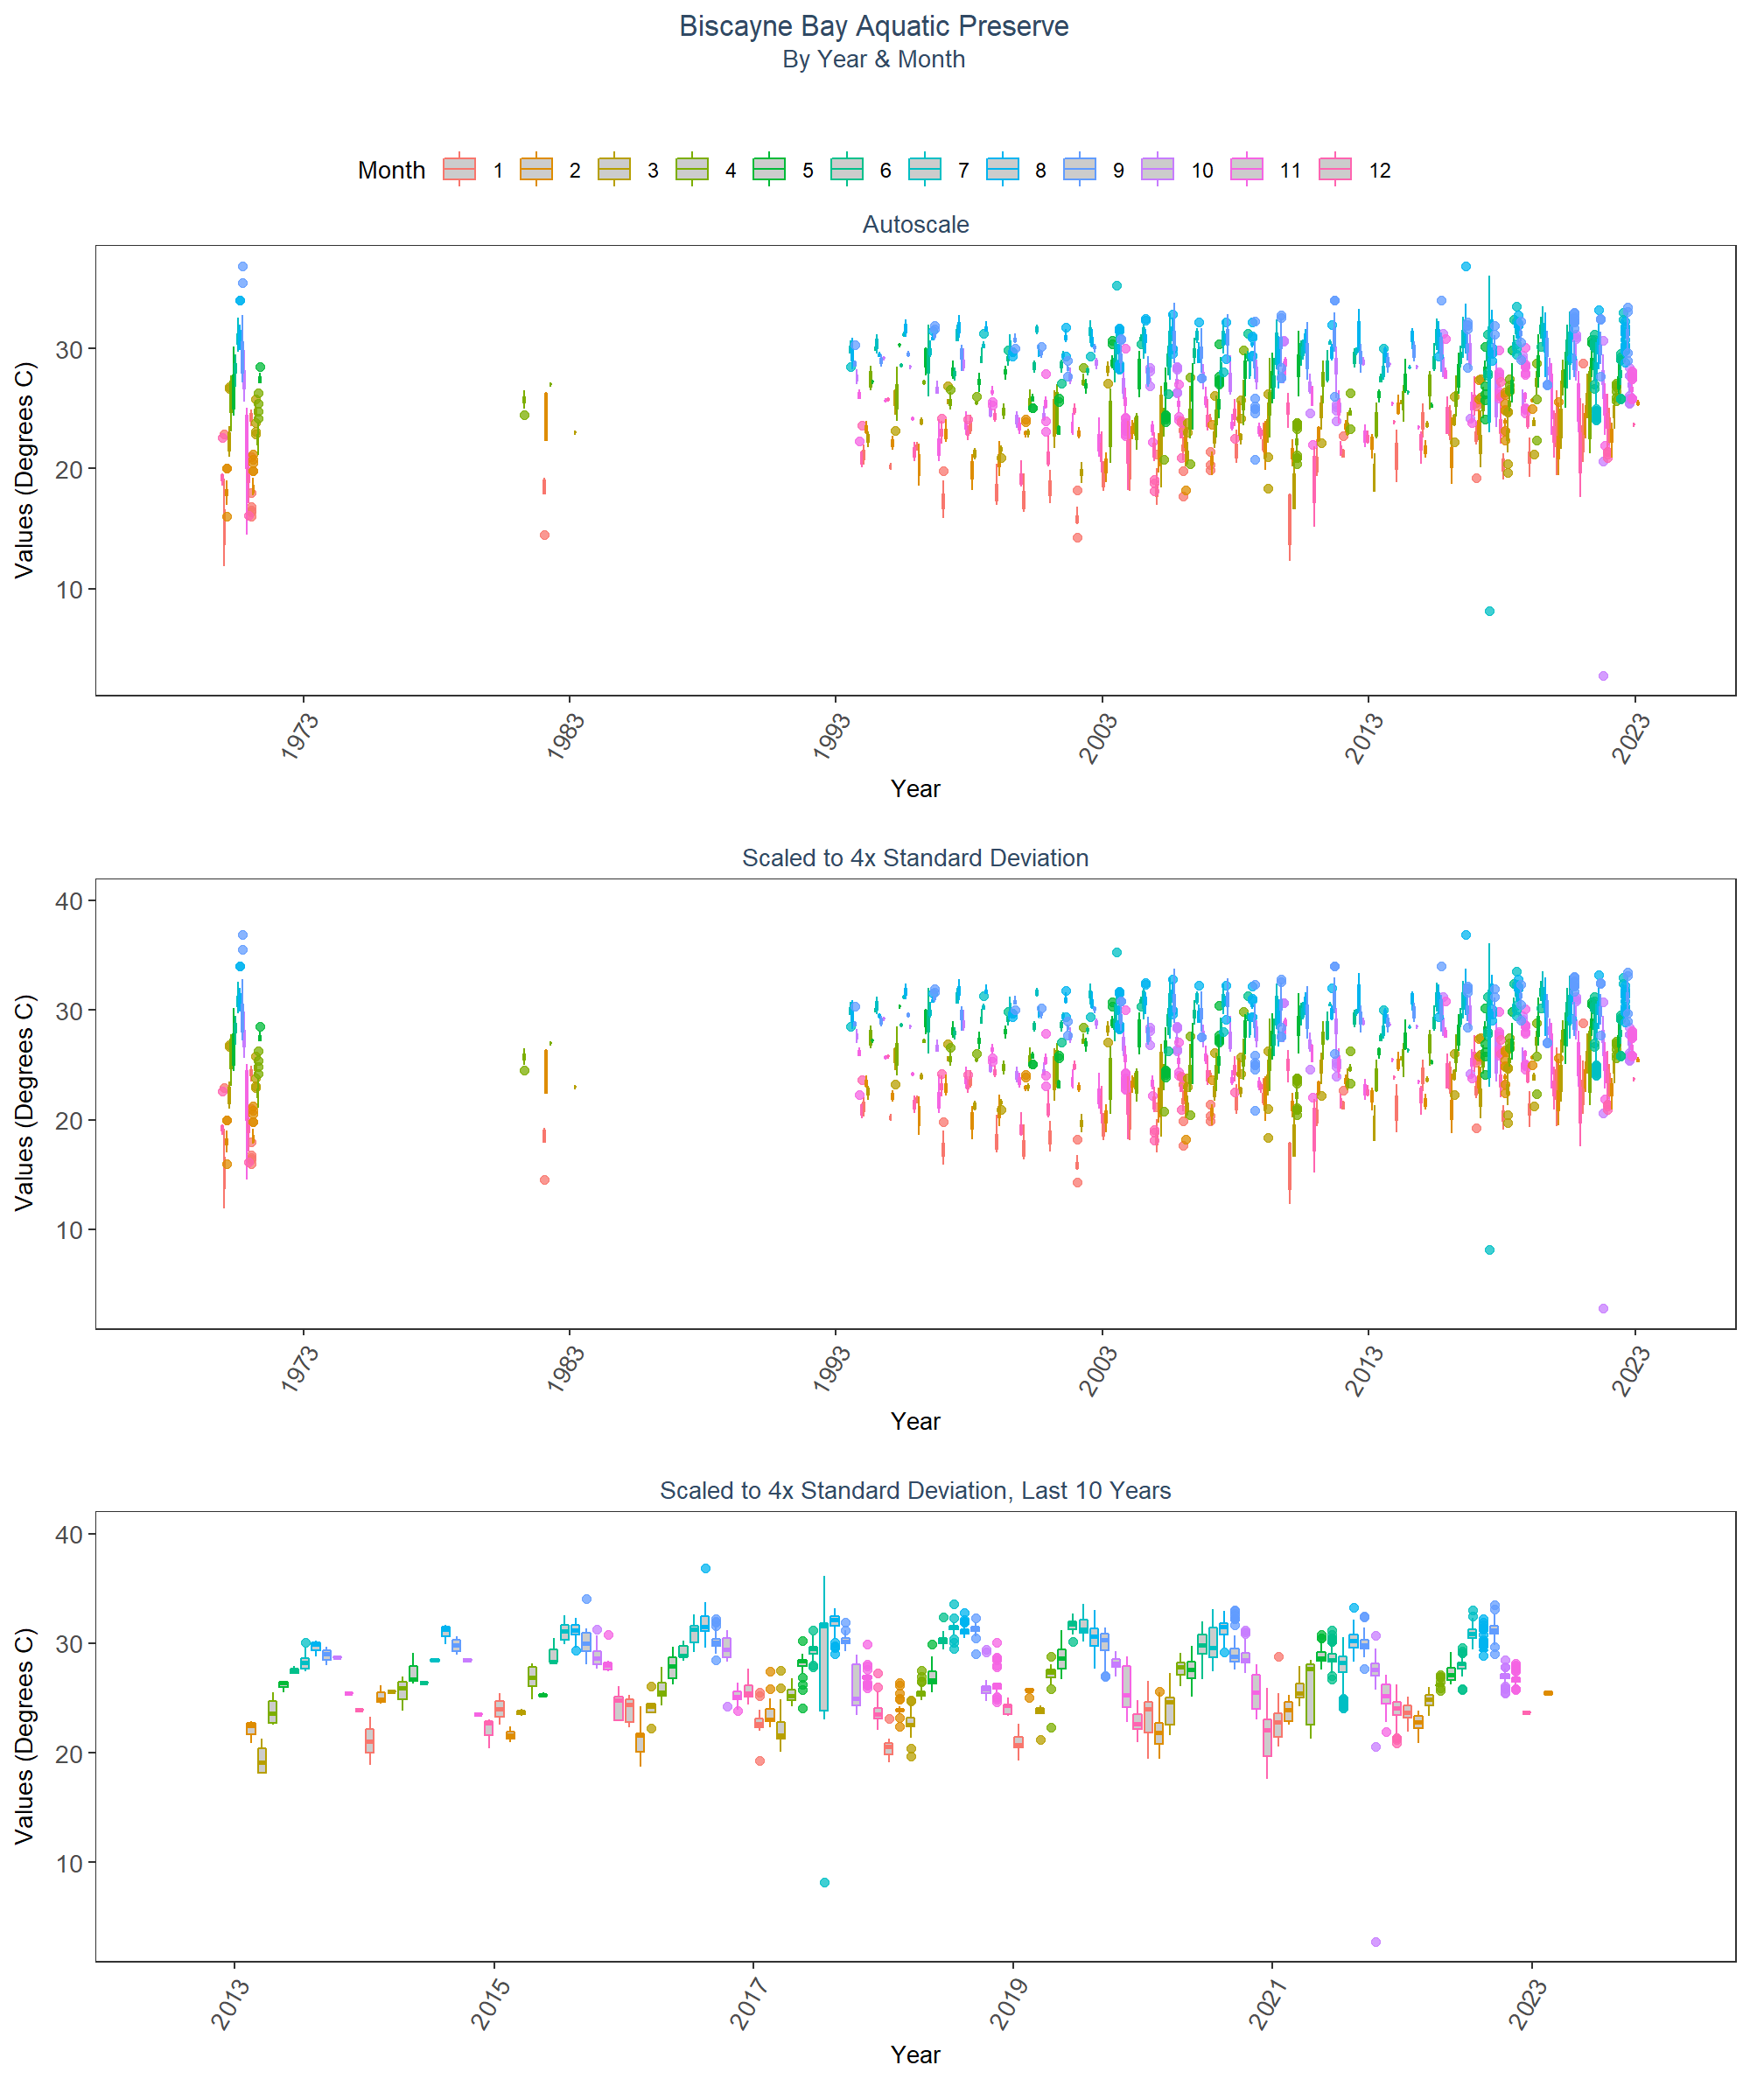 Biscayne Bay Aquatic Preserve
By Year & Month
Month 1 2 3 4 5 6 7 8 9 10 11 12
Autoscale
Values (Degrees C)
30
20
10
1973 1983 1993 2003 2013 2023
Year
Scaled to 4x Standard Deviation
Values (Degrees C)
40
30
20
10
1973 1983 1993 2003 2013 2023
Year
Scaled to 4x Standard Deviation, Last 10 Years
Values (Degrees C)
40
30
20
10
2013 2015 2017 2019 2021 2023
Year